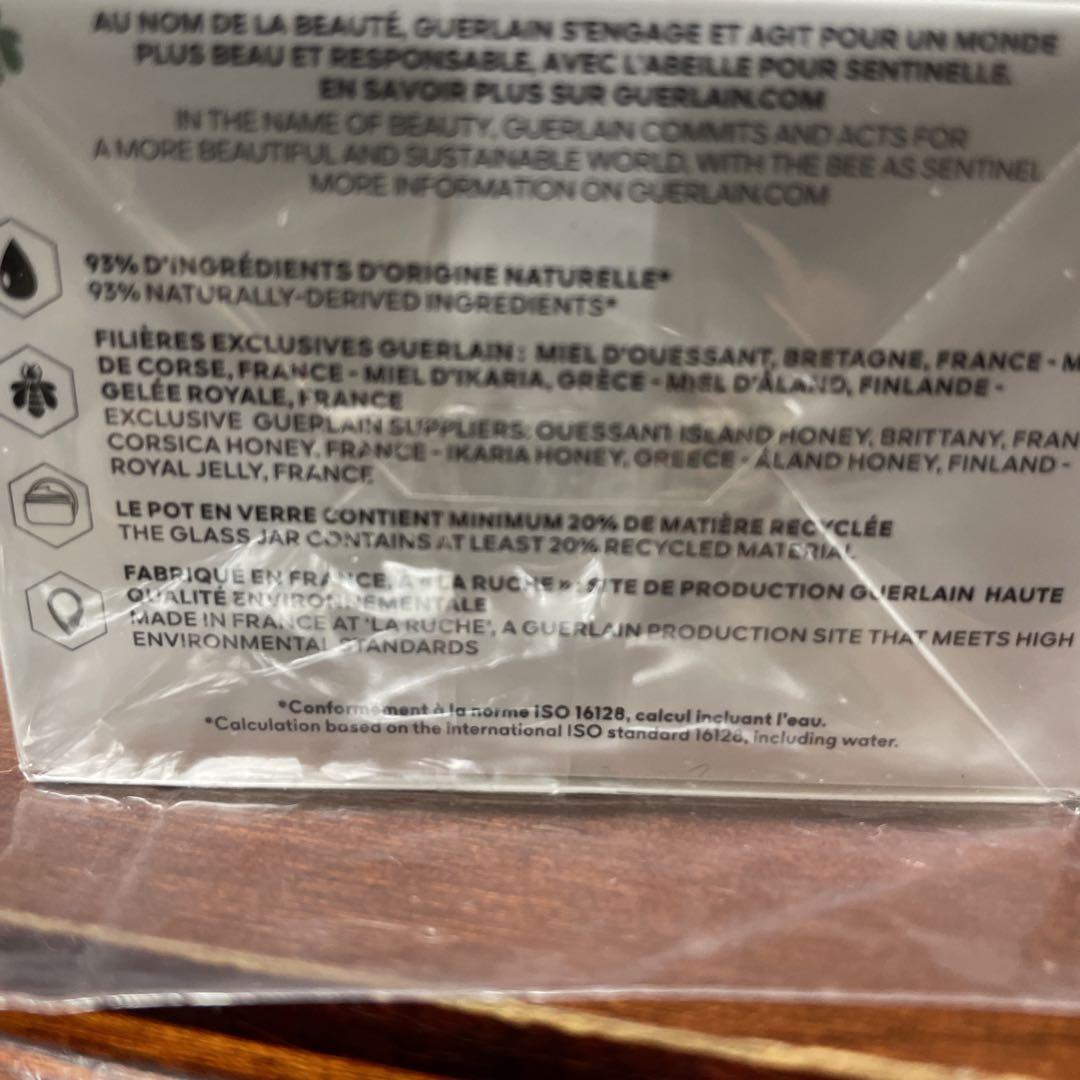 AU NOM DE LA BEAUTÉ, GUERLAIN S'ENGAGE ET AGIT POUR UN MONDE
PLUS BEAU ET RESPONSABLE, AVEC L'ABEILLE POUR SENTINELLE.
EN SAVOIR PLUS SUR GUERLAIN.COM
IN THE NAME OF BEAUTY, GUERLAIN COMMITS AND ACTS FOR
A MORE BEAUTIFUL AND SUSTAINABLE WORLD, WITH THE BEE AS SENTINEL
MORE INFORMATION ON GUERLAIN.COM
93% D'INGRÉDIENTS D'ORIGINE NATURELLE*
93% NATURALLY-DERIVED INGREDIENTS*
FILIÈRES EXCLUSIVES GUERLAIN : MIEL D'OUESSANT, BRETAGNE, FRANCE - M
DE CORSE, FRANCE - MIEL D'IKARIA, GRÈCE - MIEL D'ÅLAND, FINLANDE -
GELÉE ROYALE, FRANCE
EXCLUSIVE GUERLAIN SUPPLIERS: OUESSANT ISLAND HONEY, BRITTANY, FRAN
CORSICA HONEY, FRANCE - IKARIA HONEY, GREECE - ÅLAND HONEY, FINLAND -
ROYAL JELLY, FRANCE
LE POT EN VERRE CONTIENT MINIMUM 20% DE MATIÈRE RECYCLÉE
THE GLASS JAR CONTAINS AT LEAST 20% RECYCLED MATERIAL
FABRIQUÉ EN FRANCE, À « LA RUCHE » : SITE DE PRODUCTION GUERLAIN HAUTE
QUALITÉ ENVIRONNEMENTALE
MADE IN FRANCE AT 'LA RUCHE', A GUERLAIN PRODUCTION SITE THAT MEETS HIGH
ENVIRONMENTAL STANDARDS
*Conformément à la norme ISO 16128, calcul incluant l'eau.
*Calculation based on the international ISO standard 16128, including water.